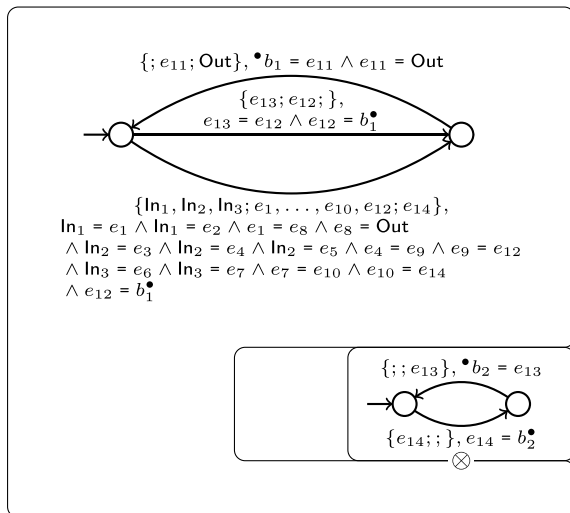 {; e₁₁; Out}, •b₁ = e₁₁ ∧ e₁₁ = Out
{e₁₃; e₁₂; },
e₁₃ = e₁₂ ∧ e₁₂ = b₁•
{In₁, In₂, In₃; e₁, . . . , e₁₀, e₁₂; e₁₄},
In₁ = e₁ ∧ In₁ = e₂ ∧ e₁ = e₈ ∧ e₈ = Out
∧ In₂ = e₃ ∧ In₂ = e₄ ∧ In₂ = e₅ ∧ e₄ = e₉ ∧ e₉ = e₁₂
∧ In₃ = e₆ ∧ In₃ = e₇ ∧ e₇ = e₁₀ ∧ e₁₀ = e₁₄
∧ e₁₂ = b₁•
{; ; e₁₃}, •b₂ = e₁₃
{e₁₄; ; }, e₁₄ = b₂•
⊗